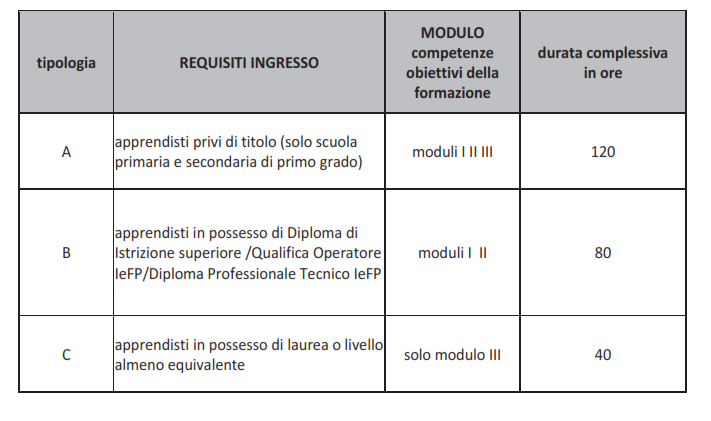 tipologia
REQUISITI INGRESSO
MODULO
competenze
obiettivi della
formazione
durata complessiva
in ore
A
apprendisti privi di titolo (solo scuola
primaria e secondaria di primo grado)
moduli I II III
120
B
apprendisti in possesso di Diploma di
Istrizione superiore /Qualifica Operatore
IeFP/Diploma Professionale Tecnico IeFP
moduli I II
80
C
apprendisti in possesso di laurea o livello
almeno equivalente
solo modulo III
40